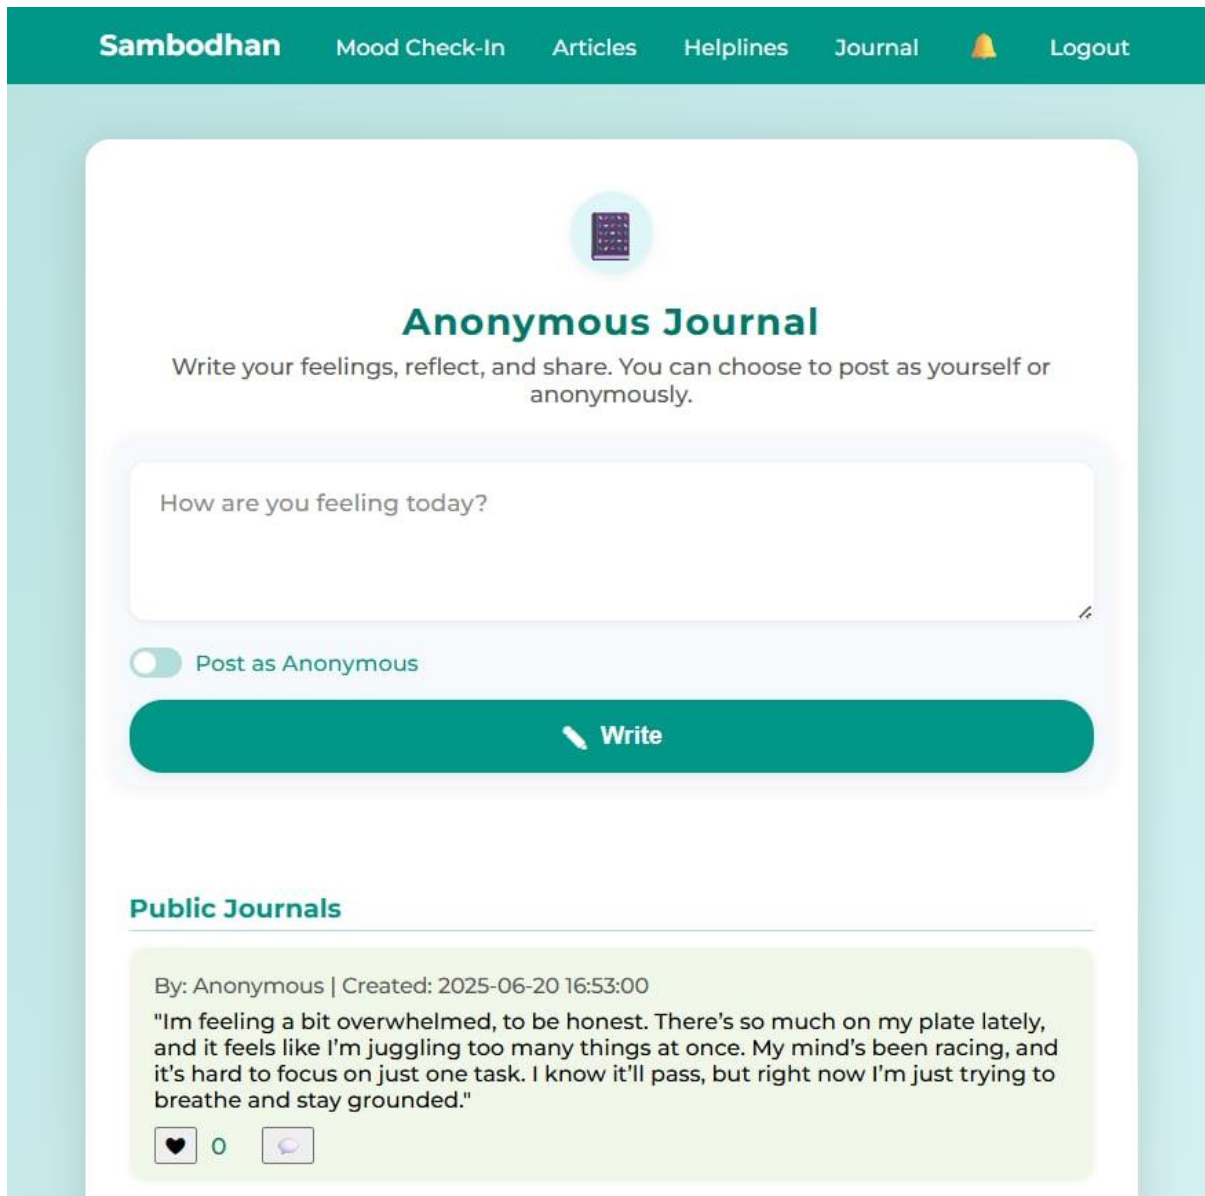 Sambodhan Mood Check-In Articles Helplines Journal Logout
Anonymous Journal
Write your feelings, reflect, and share. You can choose to post as yourself or
anonymously.
How are you feeling today?
Post as Anonymous
Write
Public Journals
By: Anonymous | Created: 2025-06-20 16:53:00
"Im feeling a bit overwhelmed, to be honest. There’s so much on my plate lately,
and it feels like I’m juggling too many things at once. My mind’s been racing, and
it’s hard to focus on just one task. I know it’ll pass, but right now I’m just trying to
breathe and stay grounded."
0